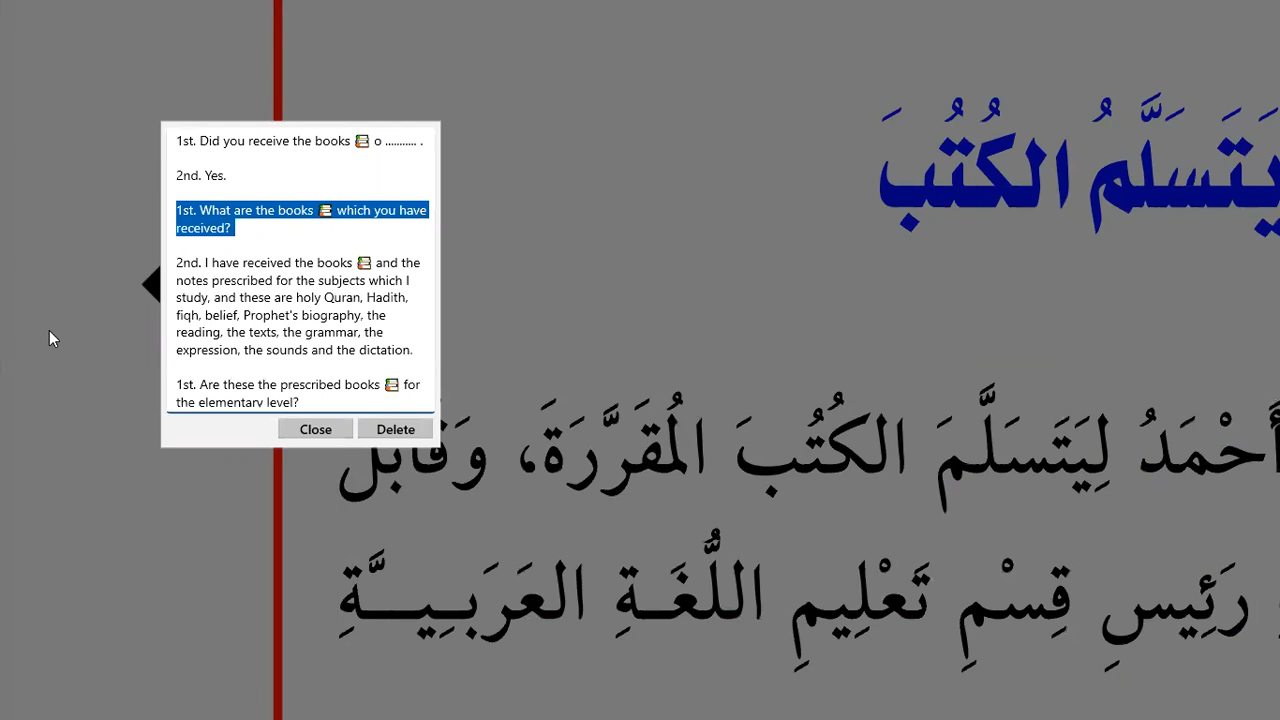 1st. Did you receive the books 📚 o ........... .
2nd. Yes.
1st. What are the books 📚 which you have
received?
2nd. I have received the books 📚 and the
notes prescribed for the subjects which I
study, and these are holy Quran, Hadith,
fiqh, belief, Prophet's biography, the
reading, the texts, the grammar, the
expression, the sounds and the dictation.
1st. Are these the prescribed books 📚 for
the elementary level?
Close Delete
يَتَسَلَّمُ الكُتُبَ
أَحْمَدُ لِيَتَسَلَّمَ الكُتُبَ المُقَرَّرَةَ، وَقَابَلَ
رَئِيسِ قِسْمِ تَعْلِيمِ اللُّغَةِ العَرَبِيَّةِ